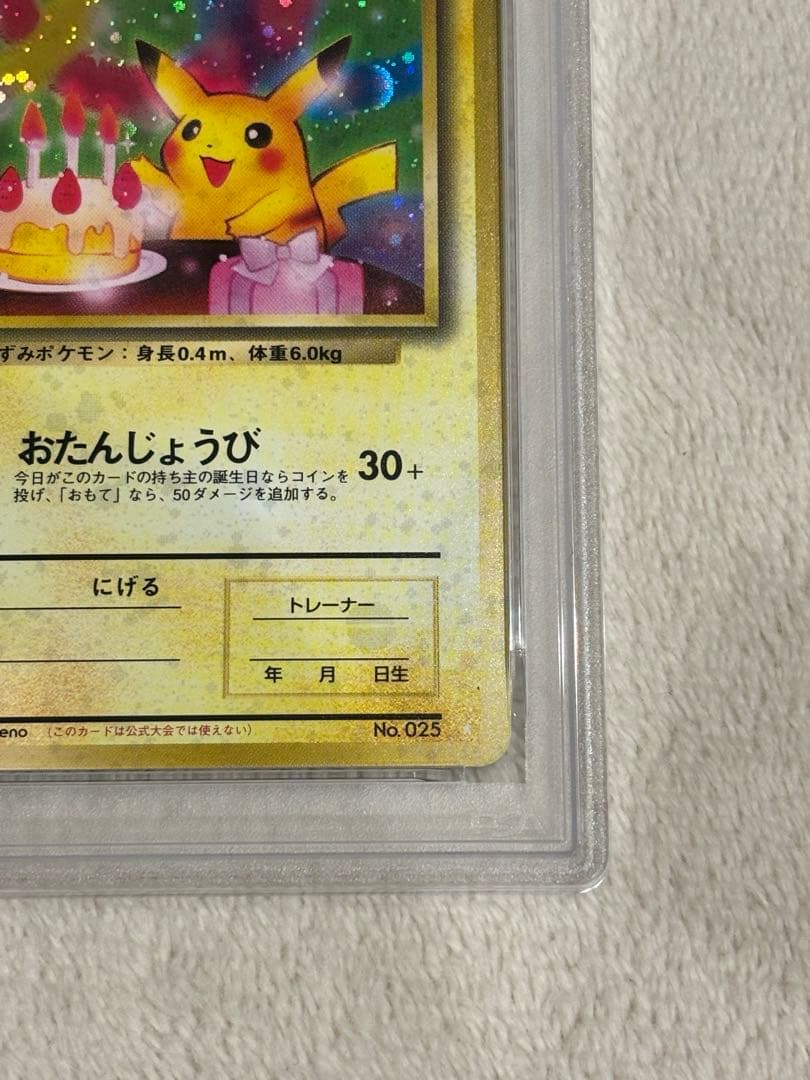 ずみポケモン：身長0.4m、体重6.0kg
おたんじょうび
30+
今日がこのカードの持ち主の誕生日ならコインを
投げ、「おもて」なら、50ダメージを追加する。
にげる
トレーナー
年 月 日生
eno （このカードは公式大会では使えない） No.025